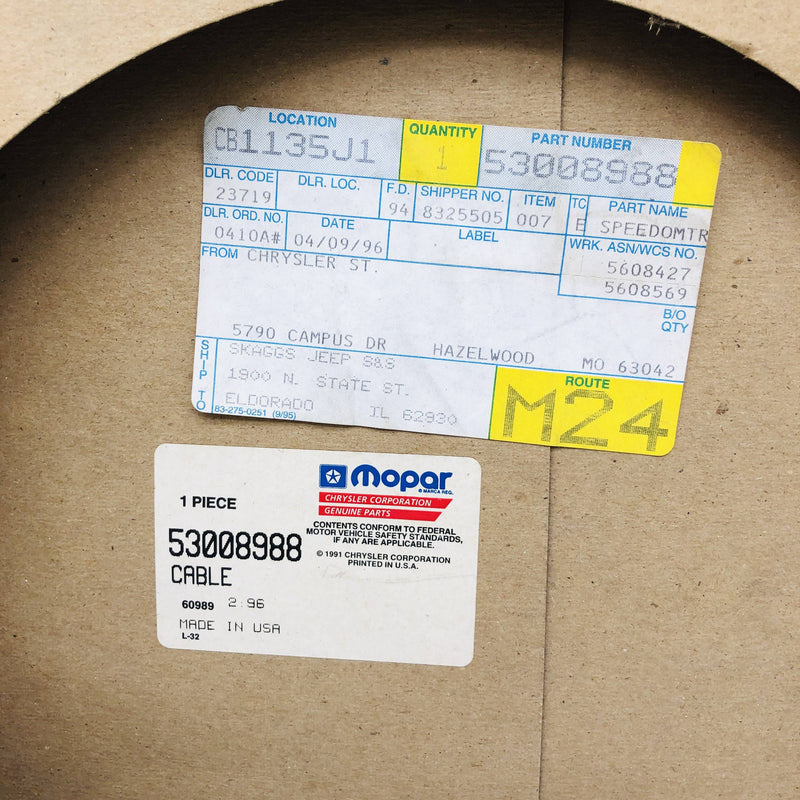 LOCATION QUANTITY PART NUMBER
CB1135J1 1 53008988
DLR. CODE DLR. LOC. F.D. SHIPPER NO. ITEM TC PART NAME
23719 94 8325505 007 E SPEEDOMTR
DLR. ORD. NO. DATE LABEL WRK. ASN/WCS NO.
0410A# 04/09/96 5608427
5608569
FROM CHRYSLER ST.
B/O
QTY
5790 CAMPUS DR HAZELWOOD MO 63042
SHIP TO
SKAGGS JEEP S&S
1900 N. STATE ST.
ELDORADO IL 62930
83-275-0251 (9/95)
ROUTE
M24
1 PIECE
53008988
CABLE
60989 2 96
MADE IN USA
L-32
Mopar
® MARCA REG.
CHRYSLER CORPORATION
GENUINE PARTS
CONTENTS CONFORM TO FEDERAL
MOTOR VEHICLE SAFETY STANDARDS,
IF ANY ARE APPLICABLE.
© 1991 CHRYSLER CORPORATION
PRINTED IN U.S.A.